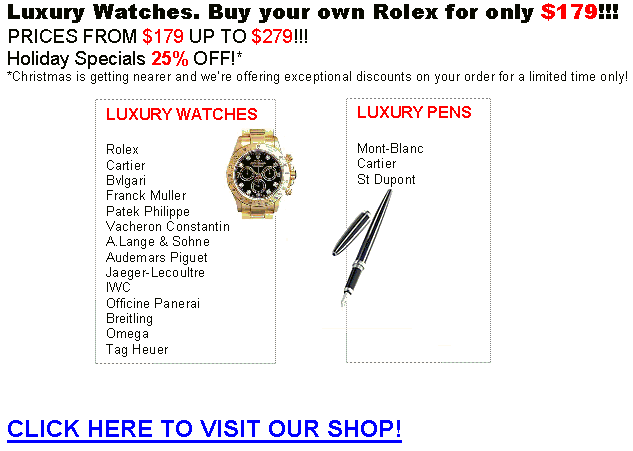 Luxury Watches. Buy your own Rolex for only $179!!!
PRICES FROM $179 UP TO $279!!!
Holiday Specials 25% OFF!*
*Christmas is getting nearer and we're offering exceptional discounts on your order for a limited time only!
LUXURY WATCHES
Rolex
Cartier
Bvlgari
Franck Muller
Patek Philippe
Vacheron Constantin
A.Lange & Sohne
Audemars Piguet
Jaeger-Lecoultre
IWC
Officine Panerai
Breitling
Omega
Tag Heuer
LUXURY PENS
Mont-Blanc
Cartier
St Dupont
CLICK HERE TO VISIT OUR SHOP!